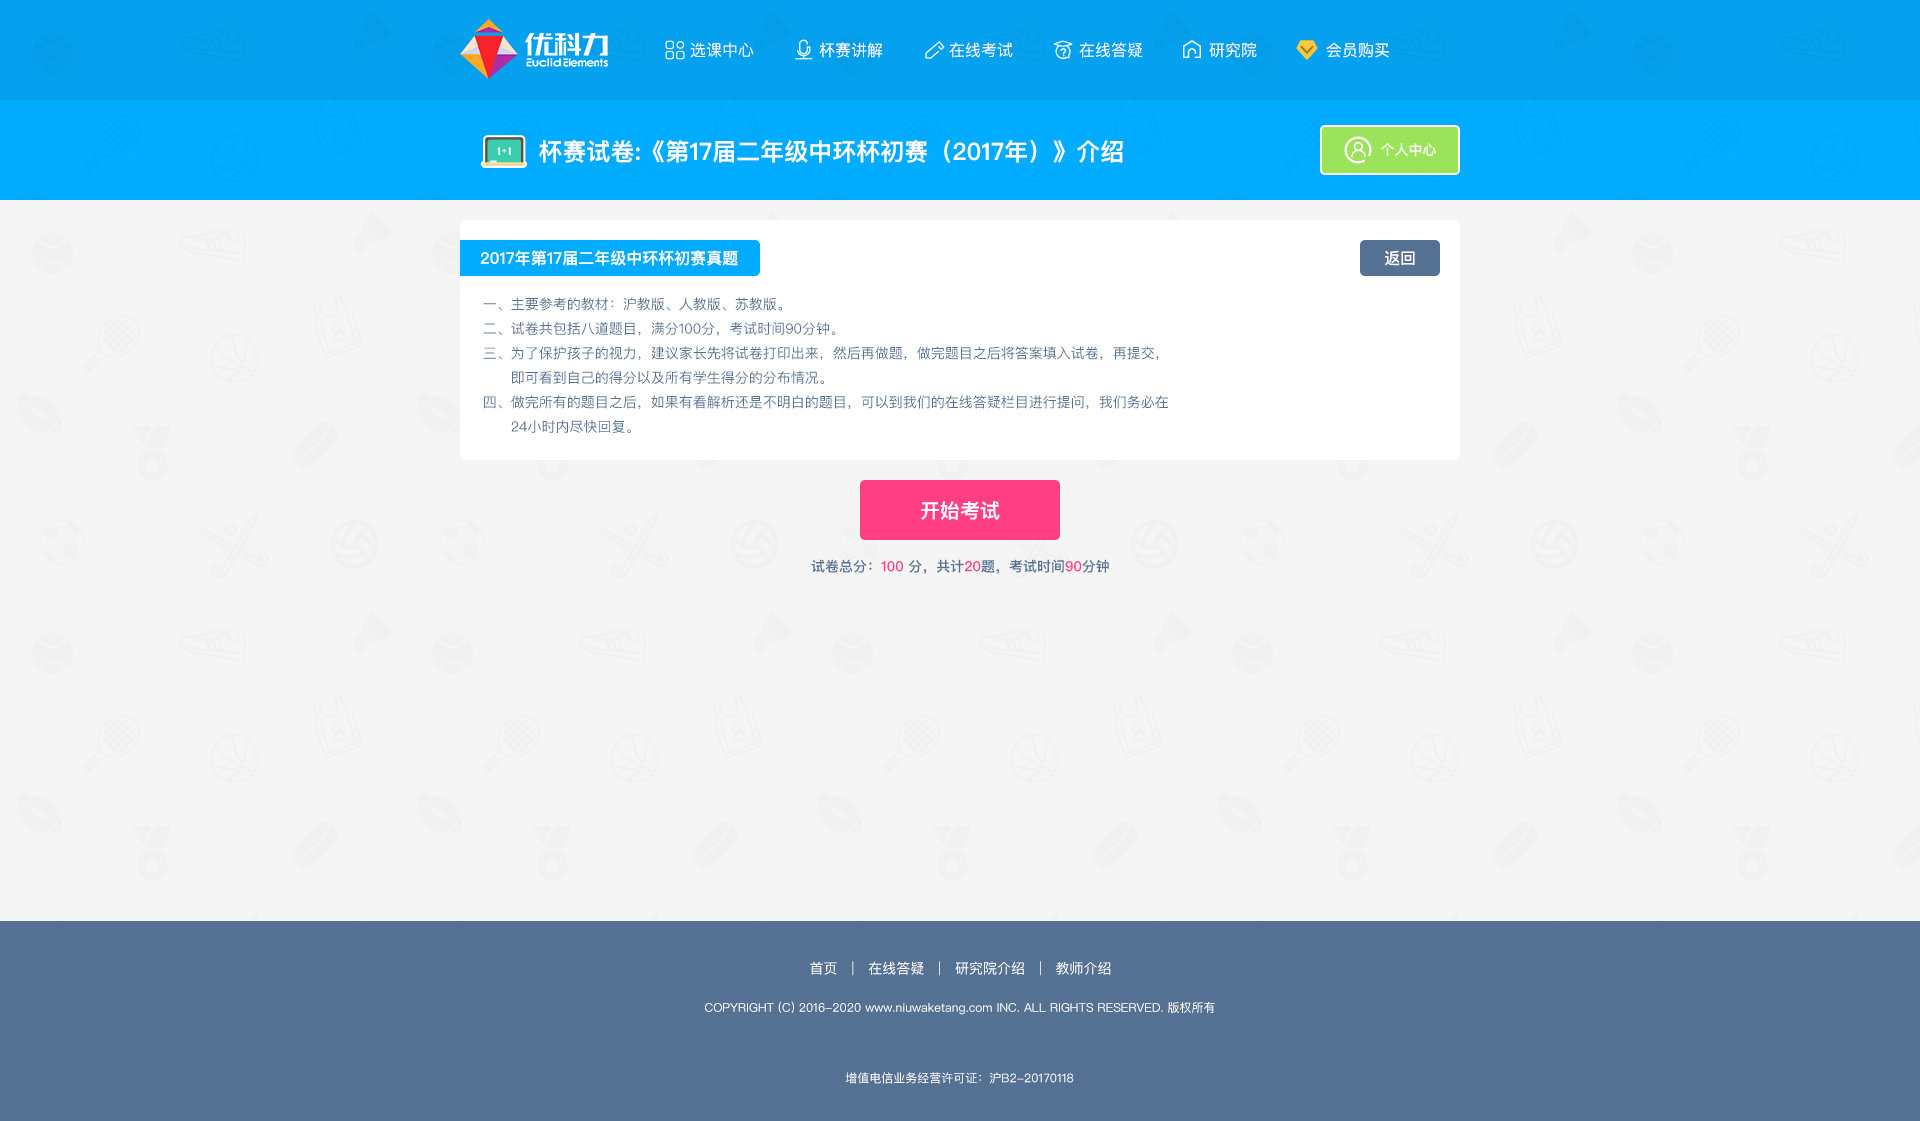 优科力
Euclid Elements
选课中心
杯赛讲解
在线考试
在线答疑
研究院
会员购买
1+1
杯赛试卷:《第17届二年级中环杯初赛（2017年）》介绍
个人中心
2017年第17届二年级中环杯初赛真题
返回
一、主要参考的教材：沪教版、人教版、苏教版。
二、试卷共包括八道题目，满分100分，考试时间90分钟。
三、为了保护孩子的视力，建议家长先将试卷打印出来，然后再做题，做完题目之后将答案填入试卷，再提交，
即可看到自己的得分以及所有学生得分的分布情况。
四、做完所有的题目之后，如果有看解析还是不明白的题目，可以到我们的在线答疑栏目进行提问，我们务必在
24小时内尽快回复。
开始考试
试卷总分：100 分，共计20题，考试时间90分钟
首页 | 在线答疑 | 研究院介绍 | 教师介绍
COPYRIGHT (C) 2016-2020 www.niuwaketang.com INC. ALL RIGHTS RESERVED. 版权所有
增值电信业务经营许可证：沪B2-20170118